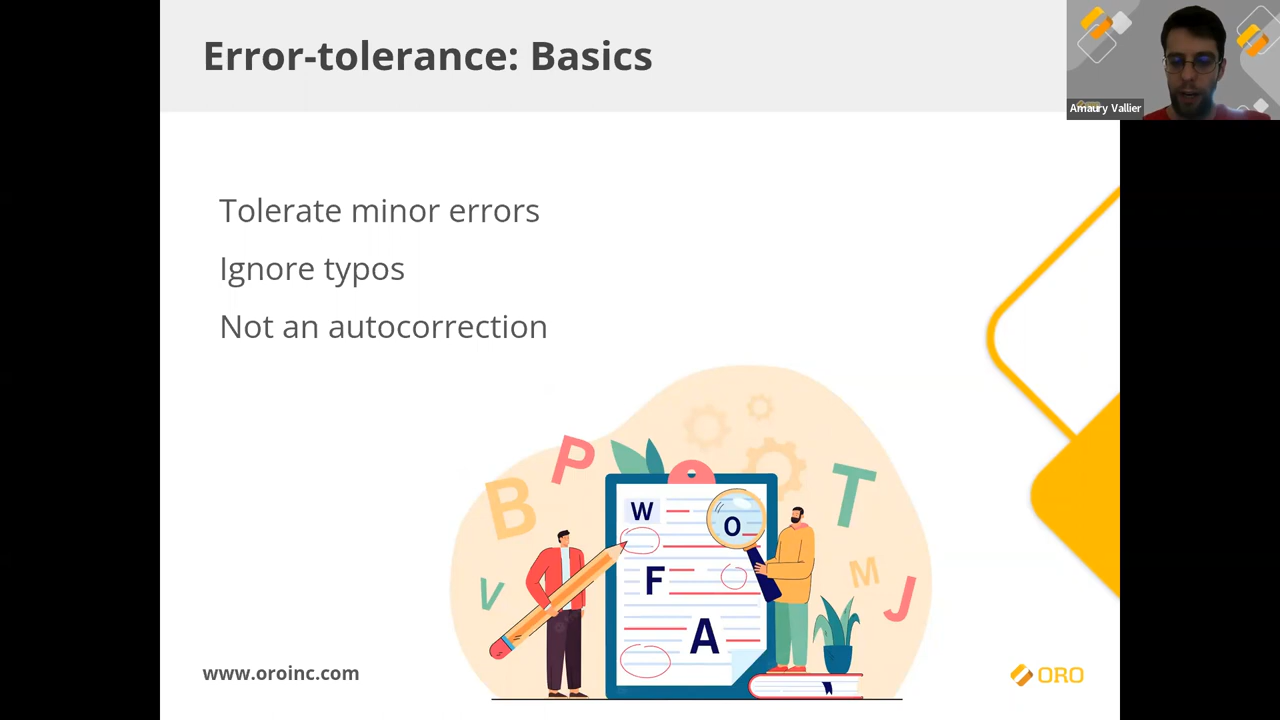 Error-tolerance: Basics
Amaury Vallier
Tolerate minor errors
Ignore typos
Not an autocorrection
P
B
T
W
O
V
F
M
J
A
www.oroinc.com
ORO